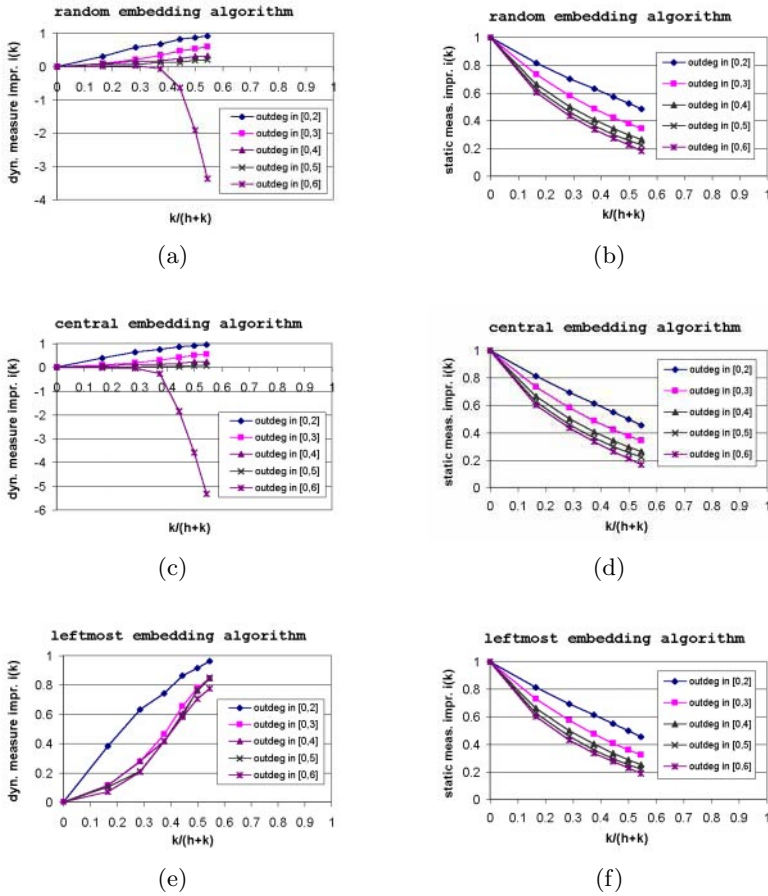 random embedding algorithm
dyn. measure impr. i(k)
1
0
-1
-2
-3
-4
0 0.1 0.2 0.3 0.4 0.5 0.6 0.7 0.8 0.9 1
outdeg in [0,2]
outdeg in [0,3]
outdeg in [0,4]
outdeg in [0,5]
outdeg in [0,6]
k/(h+k)
(a)
random embedding algorithm
static meas. impr. i(k)
1
0.8
0.6
0.4
0.2
0
outdeg in [0,2]
outdeg in [0,3]
outdeg in [0,4]
outdeg in [0,5]
outdeg in [0,6]
0 0.1 0.2 0.3 0.4 0.5 0.6 0.7 0.8 0.9 1
k/(h+k)
(b)
central embedding algorithm
dyn. measure impr. i(k)
1
0
-1
-2
-3
-4
-5
-6
0 0.1 0.2 0.3 0.4 0.5 0.6 0.7 0.8 0.9 1
outdeg in [0,2]
outdeg in [0,3]
outdeg in [0,4]
outdeg in [0,5]
outdeg in [0,6]
k/(h+k)
(c)
central embedding algorithm
static meas. impr. i(k)
1
0.8
0.6
0.4
0.2
0
outdeg in [0,2]
outdeg in [0,3]
outdeg in [0,4]
outdeg in [0,5]
outdeg in [0,6]
0 0.1 0.2 0.3 0.4 0.5 0.6 0.7 0.8 0.9 1
k/(h+k)
(d)
leftmost embedding algorithm
dyn. measure impr. i(k)
1
0.8
0.6
0.4
0.2
0
outdeg in [0,2]
outdeg in [0,3]
outdeg in [0,4]
outdeg in [0,5]
outdeg in [0,6]
0 0.1 0.2 0.3 0.4 0.5 0.6 0.7 0.8 0.9 1
k/(h+k)
(e)
leftmost embedding algorithm
static meas. impr. i(k)
1
0.8
0.6
0.4
0.2
0
outdeg in [0,2]
outdeg in [0,3]
outdeg in [0,4]
outdeg in [0,5]
outdeg in [0,6]
0 0.1 0.2 0.3 0.4 0.5 0.6 0.7 0.8 0.9 1
k/(h+k)
(f)